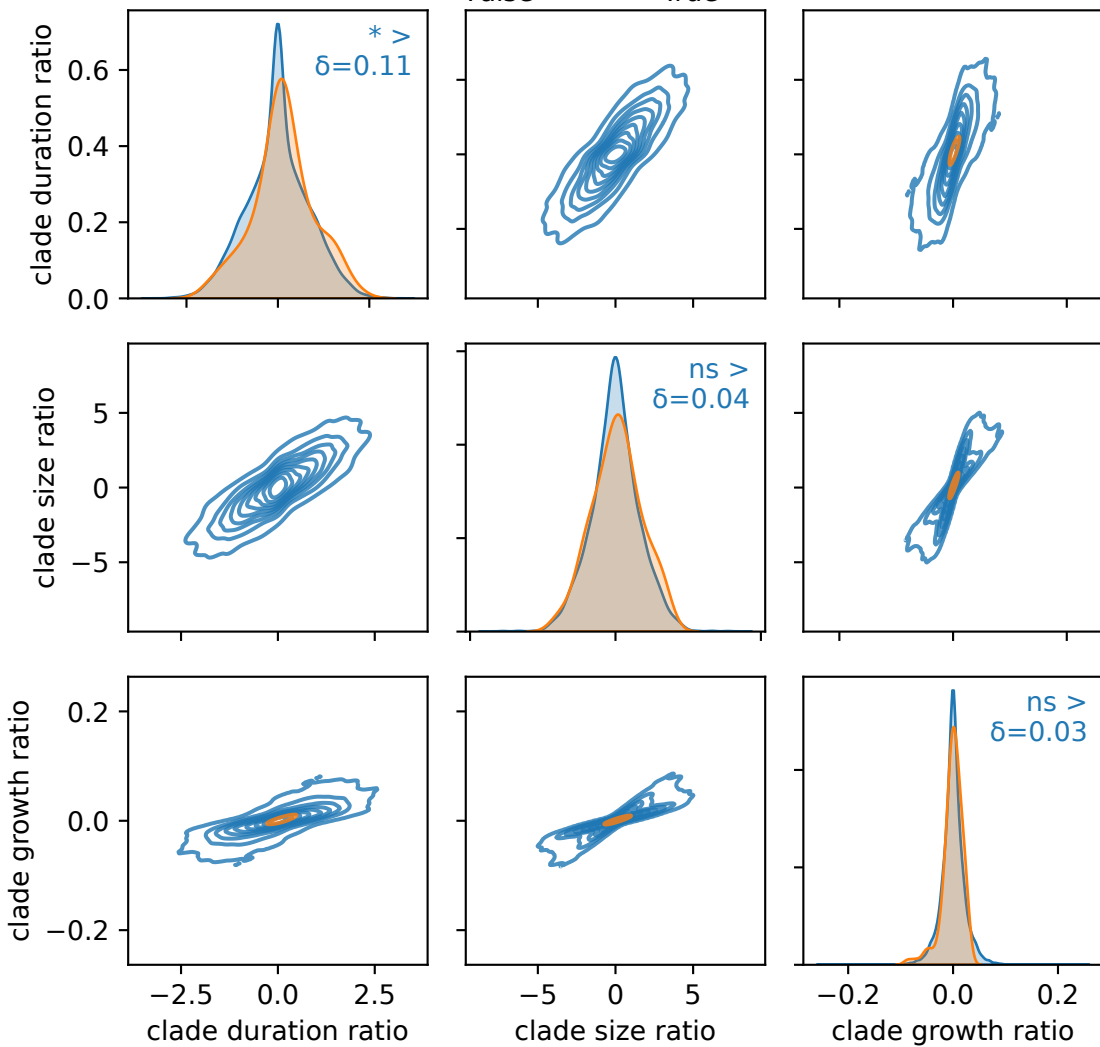 * >
δ=0.11
clade duration ratio
0.6
0.4
0.2
0.0
ns >
δ=0.04
clade size ratio
5
0
−5
ns >
δ=0.03
clade growth ratio
0.2
0.0
−0.2
−2.5 0.0 2.5
−5 0 5
−0.2 0.0 0.2
clade duration ratio
clade size ratio
clade growth ratio